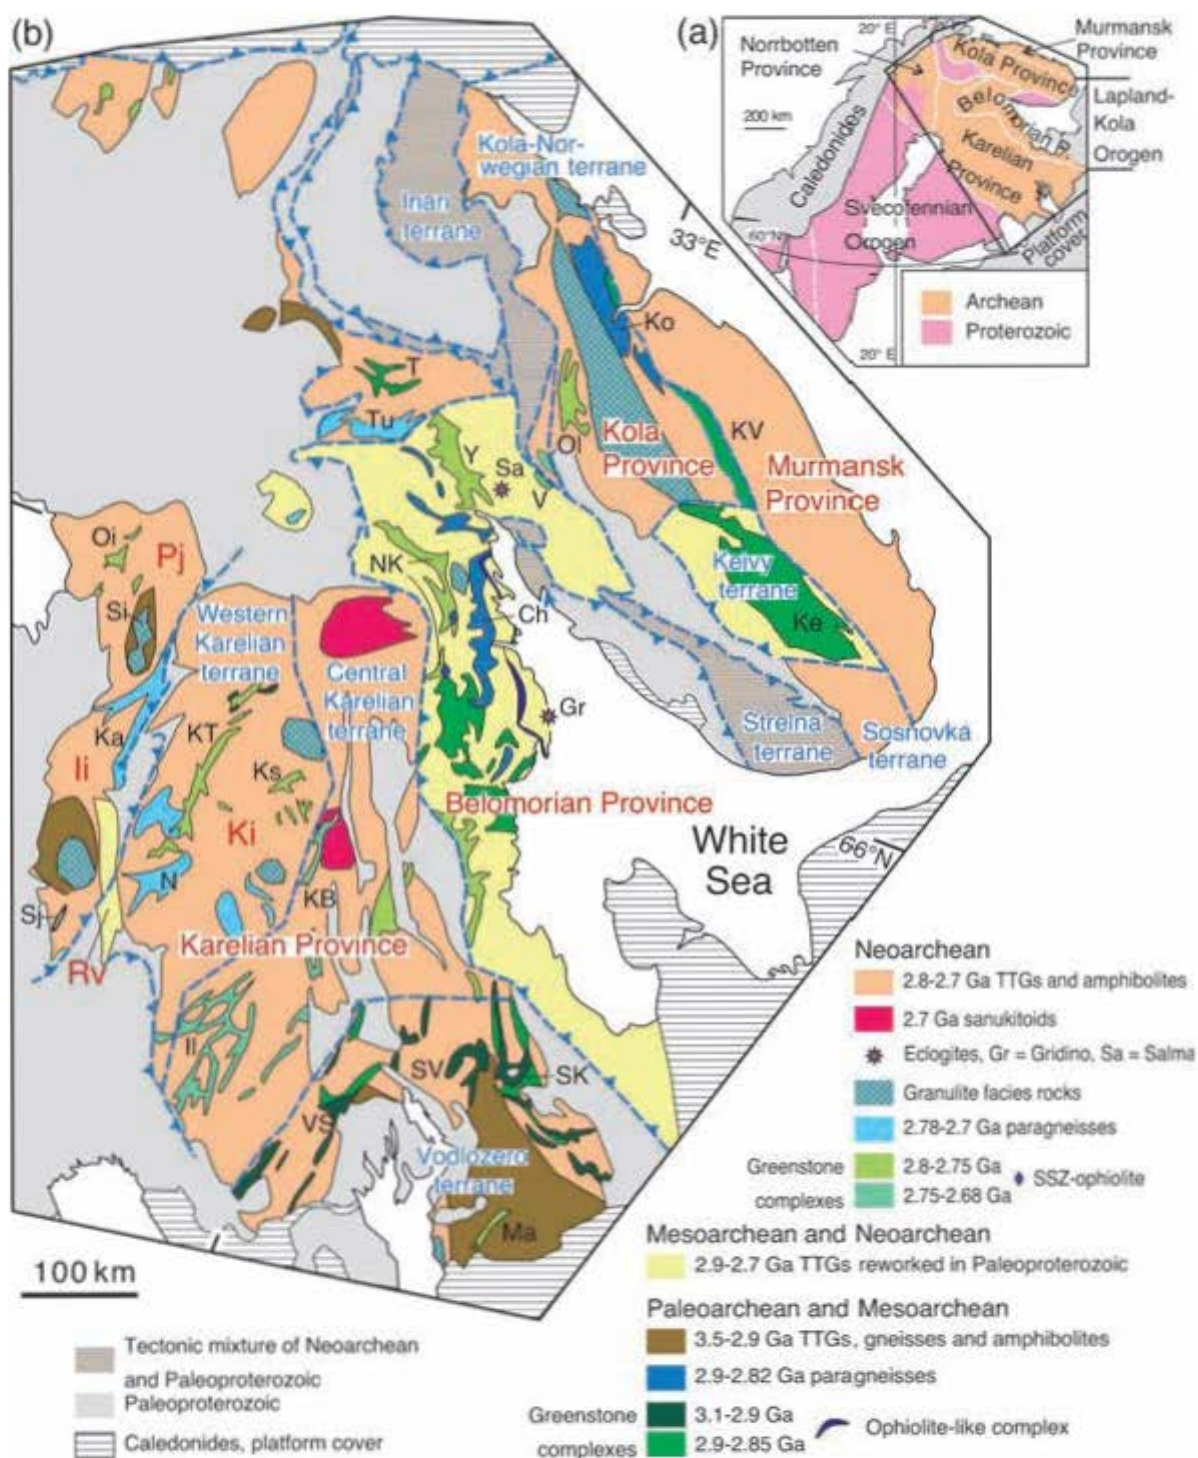 (b)
(a)
20° E
Norrbotten
Province
Murmansk
Province
Kola Province
Belomorian P.
Lapland-
Kola
Orogen
200 km
Caledonides
Karelian
Province
Svecofennian
Orogen
60°N
Platform
cover
20° E
Archean
Proterozoic
Kola-Nor-
wegian terrane
Inari
terrane
33°E
Ko
T
Tu
Ol
KV
Kola
Province
Murmansk
Province
Y
Sa
V
Oi
Pj
NK
Keivy
terrane
Ke
Si
Western
Karelian
terrane
Ch
Central
Karelian
terrane
Gr
Strelna
terrane
Sosnovka
terrane
Ka
KT
Ii
Ks
Ki
Belomorian Province
White
Sea
66°N
N
KB
Sj
Rv
Karelian Province
Il
SV
SK
VS
Vodlozero
terrane
Ma
100 km
Neoarchean
2.8-2.7 Ga TTGs and amphibolites
2.7 Ga sanukitoids
Eclogites, Gr = Gridino, Sa = Salma
Granulite facies rocks
2.78-2.7 Ga paragneisses
Greenstone
complexes
2.8-2.75 Ga
2.75-2.68 Ga
SSZ-ophiolite
Mesoarchean and Neoarchean
2.9-2.7 Ga TTGs reworked in Paleoproterozoic
Paleoarchean and Mesoarchean
3.5-2.9 Ga TTGs, gneisses and amphibolites
2.9-2.82 Ga paragneisses
Greenstone
complexes
3.1-2.9 Ga
2.9-2.85 Ga
Ophiolite-like complex
Tectonic mixture of Neoarchean
and Paleoproterozoic
Paleoproterozoic
Caledonides, platform cover